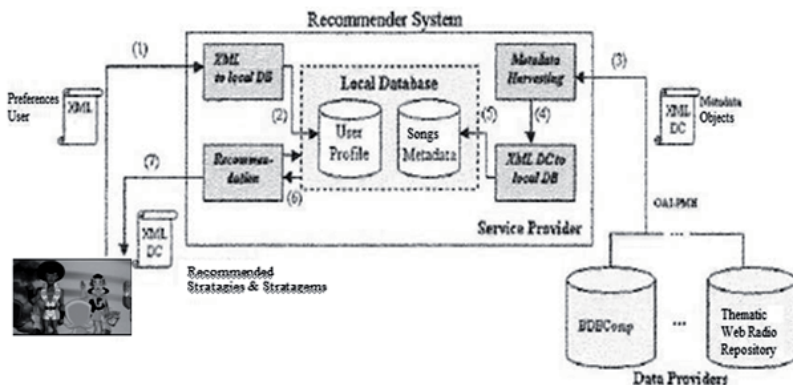 Recommender System
(1)
XML
to local DB
Metadata
Harvesting
(3)
Preferences
User
XML
Local Database
(2)
(5)
(4)
XML
DC
Metadata
Objects
User
Profile
Songs
Metadata
(7)
Recommen-
dation
XML DC to
local DB
(6)
OAI-PMH
XML
DC
Service Provider
...
Recommended
Stratagies & Stratagems
BDBComp
...
Thematic
Web Radio
Repository
Data Providers